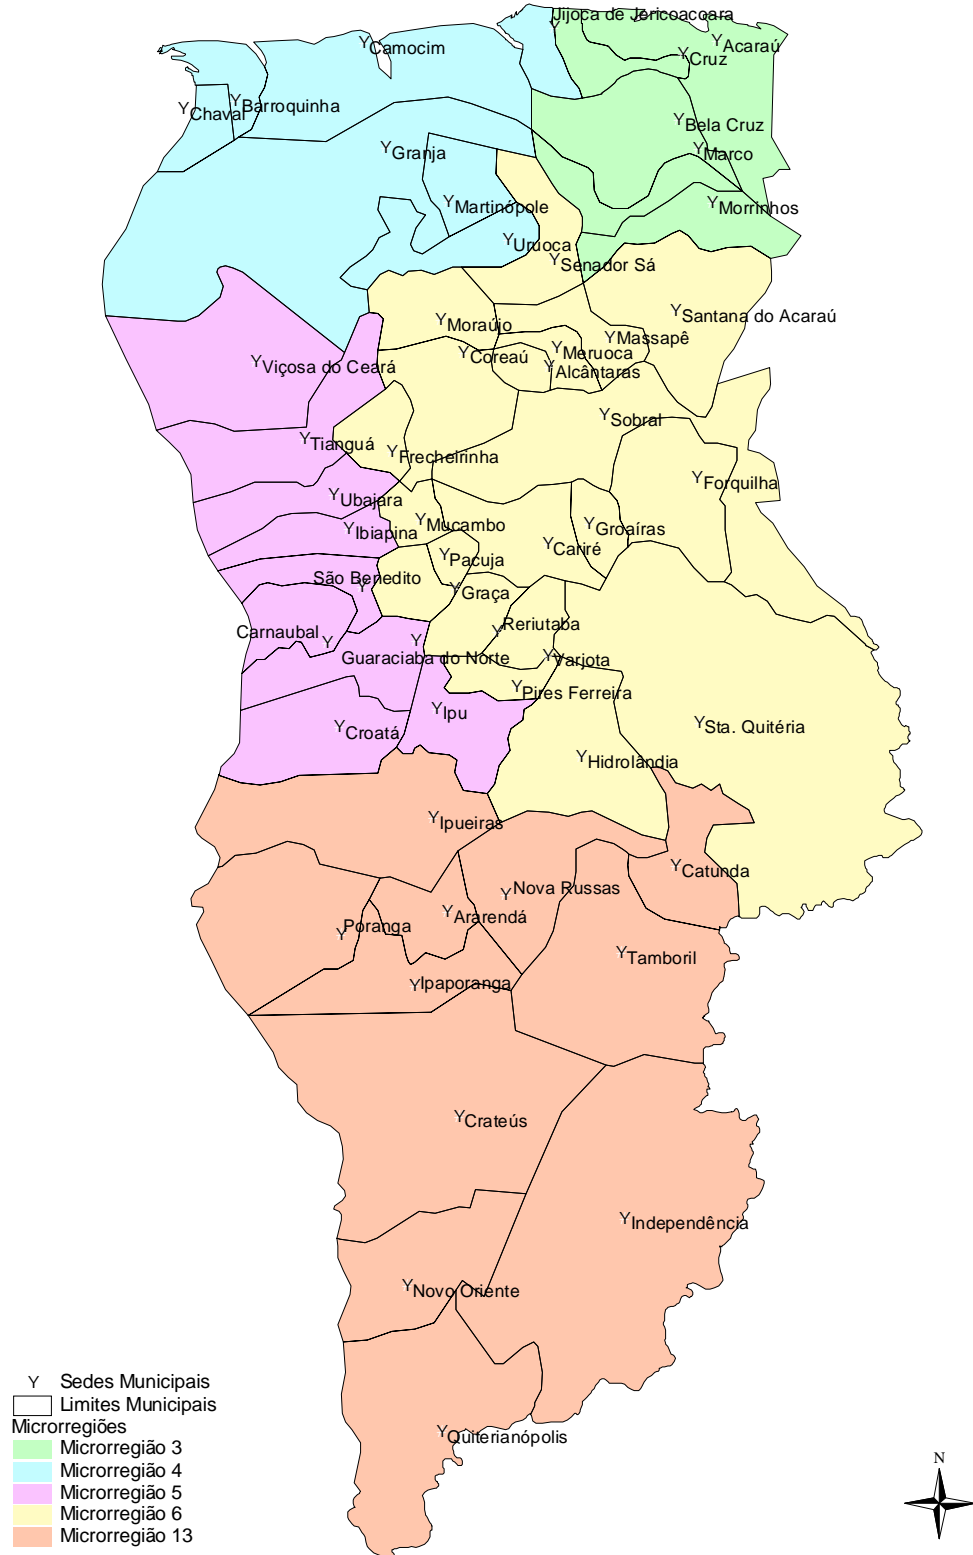 Jijoca de Jericoacoara
Y Acaraú
Y Camocim
Y Cruz
Y Chaval
Y Barroquinha
Y Bela Cruz
Y Granja
Y Marco
Y Martinópole
Y Morrinhos
Y Uruoca
Y Senador Sá
Y Santana do Acaraú
Y Moraújo
Y Massapê
Y Meruoca
Y Coreaú
Y Viçosa do Ceará
Y Alcântaras
Y Sobral
Y Tianguá
Y Frecheirinha
Y Forquilha
Y Ubajara
Y Mucambo
Y Groaíras
Y Ibiapina
Y Cariré
Y Pacuja
São Benedito
Y
Y Graça
Y Reriutaba
Carnaubal Y
Y
Guaraciaba do Norte
Y Varjota
Y Pires Ferreira
Y Ipu
Y Croatá
Y Sta. Quitéria
Y Hidrolândia
Y Ipueiras
Y Catunda
Y Nova Russas
Y Ararendá
Y Poranga
Y Tamboril
Y Ipaporanga
Y Crateús
Y Independência
Y Novo Oriente
Y Quiterianópolis
Y Sedes Municipais
Limites Municipais
Microrregiões
Microrregião 3
Microrregião 4
Microrregião 5
Microrregião 6
Microrregião 13
N